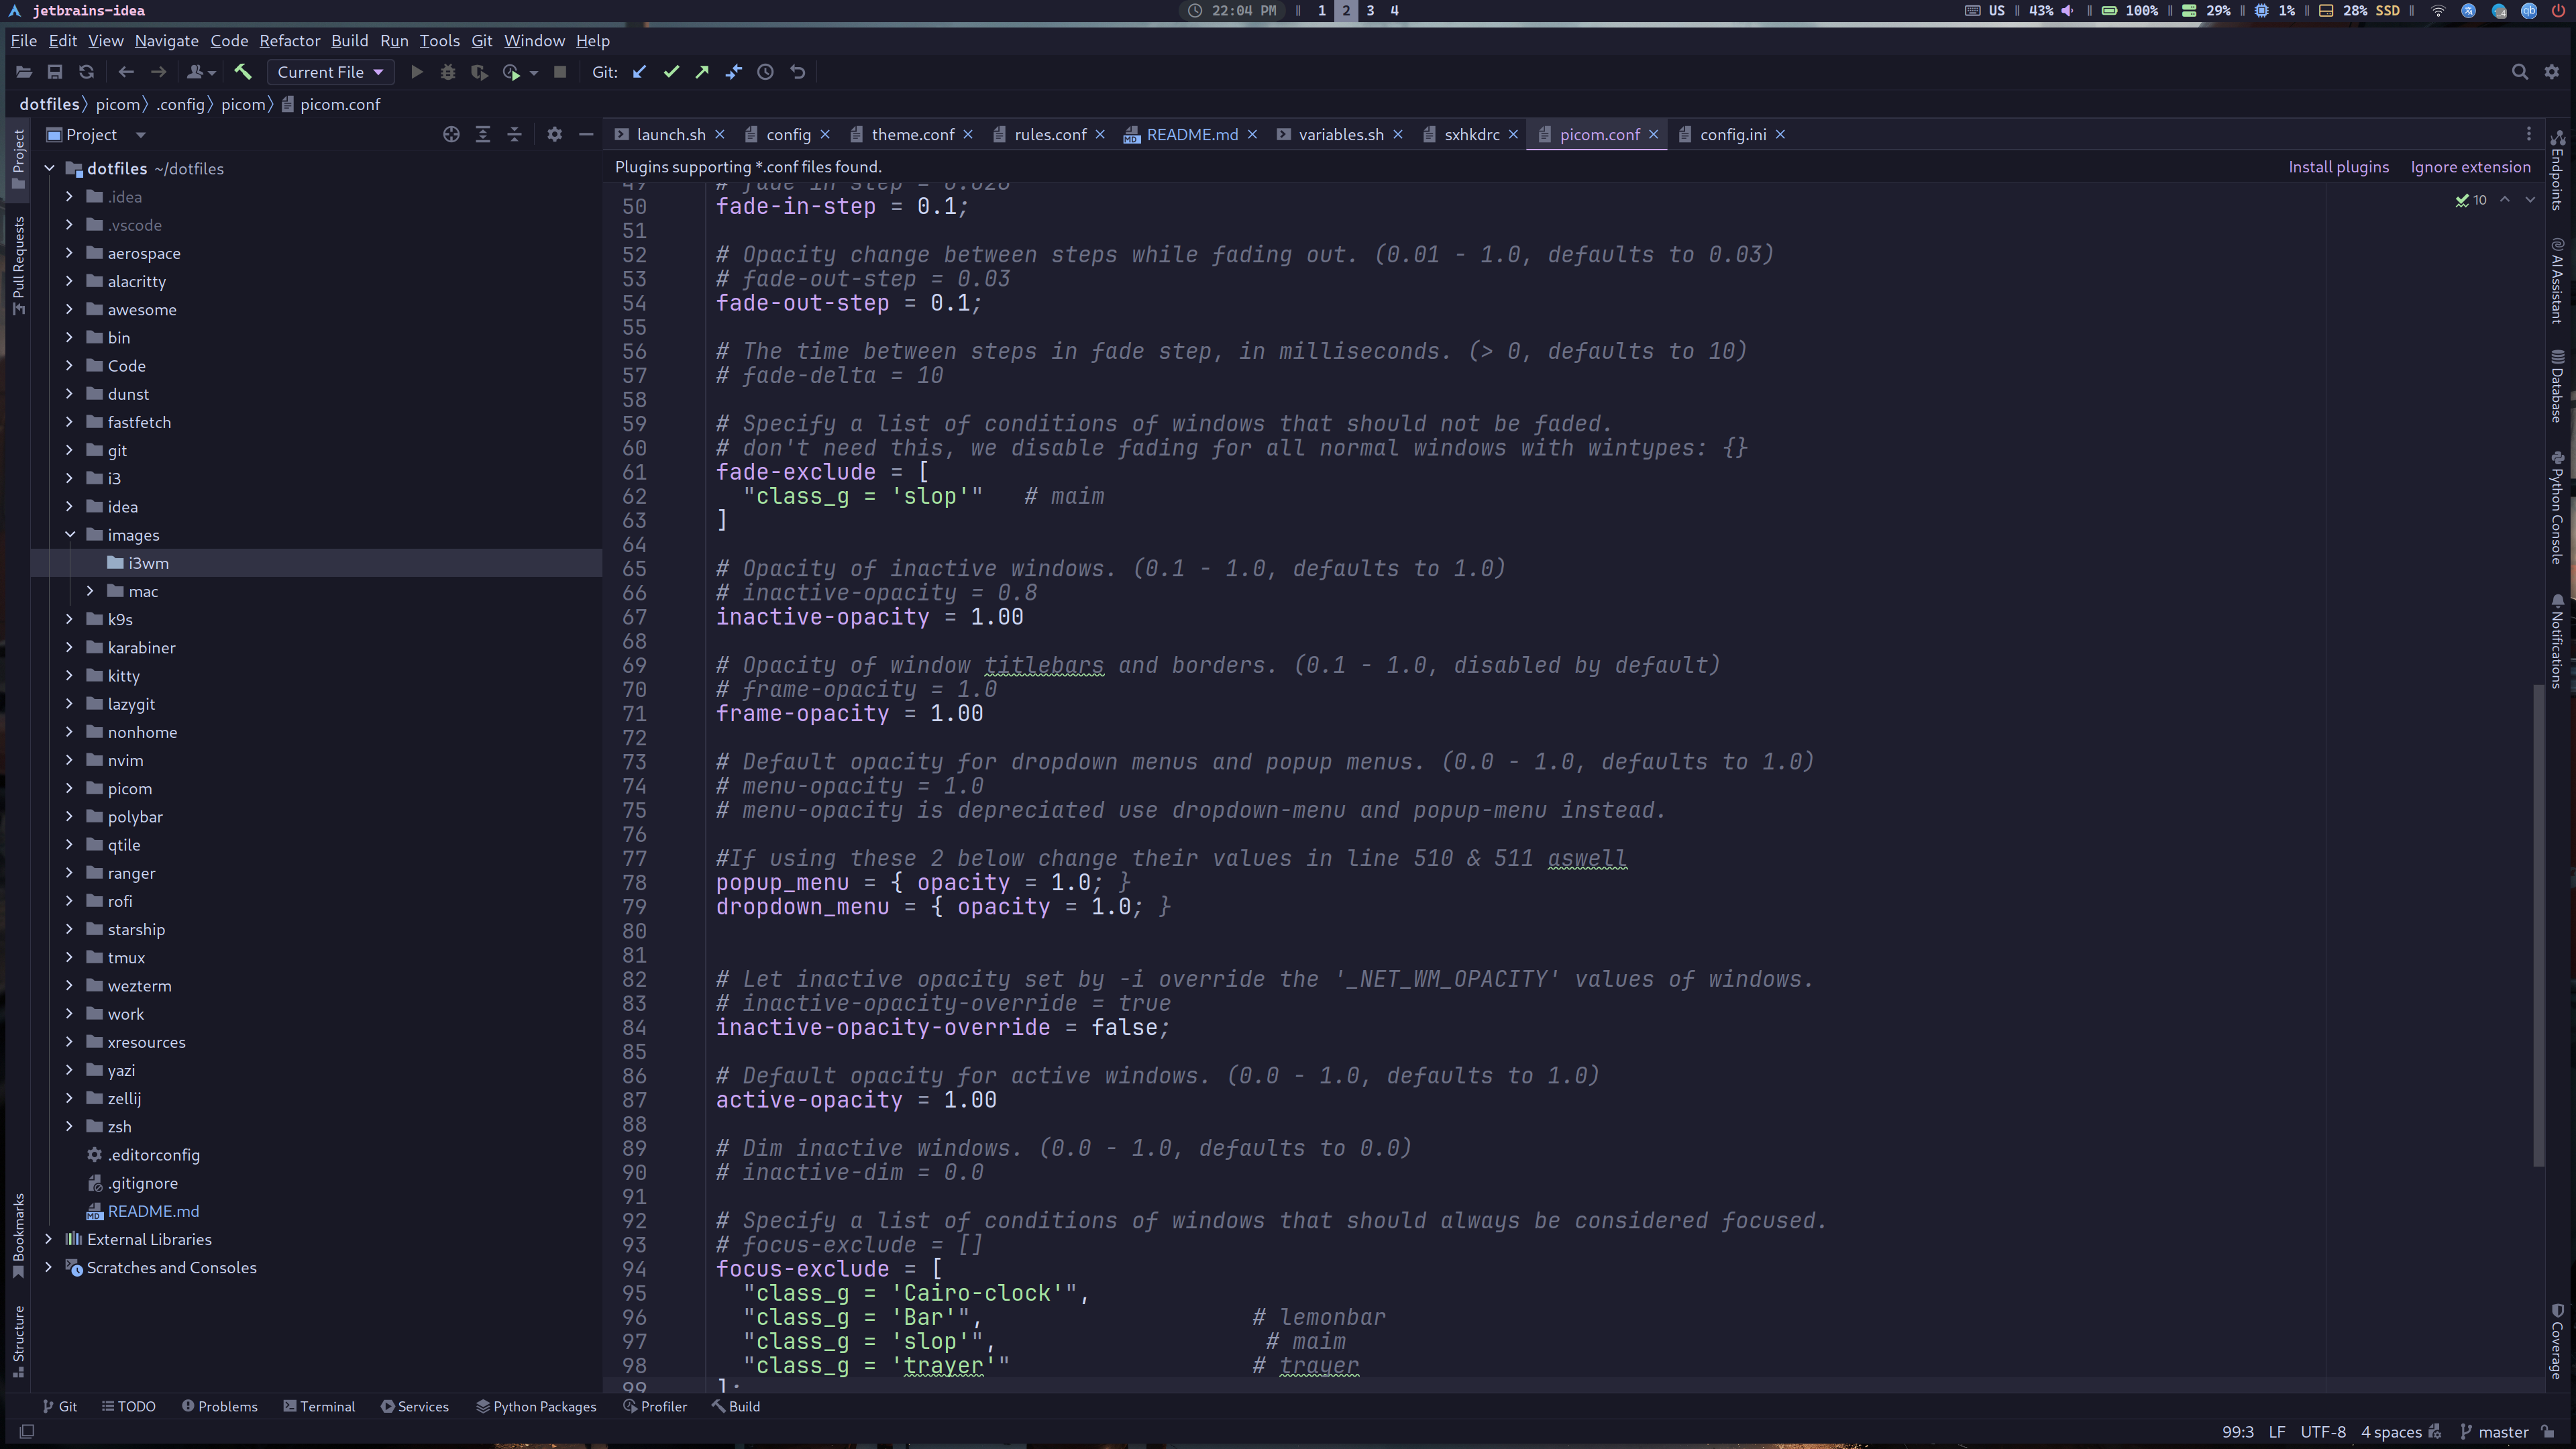 jetbrains-idea
22:04 PM
1 2 3 4
US 43% 100% 29% 1% 28% SSD
File Edit View Navigate Code Refactor Build Run Tools Git Window Help
Current File
Git:
dotfiles picom .config picom picom.conf
Project
launch.sh config theme.conf rules.conf README.md variables.sh sxhkdrc picom.conf config.ini
Plugins supporting *.conf files found.
Install plugins Ignore extension
10
Project
Pull Requests
Bookmarks
Structure
dotfiles ~/dotfiles
.idea
.vscode
aerospace
alacritty
awesome
bin
Code
dunst
fastfetch
git
i3
idea
images
i3wm
mac
k9s
karabiner
kitty
lazygit
nonhome
nvim
picom
polybar
qtile
ranger
rofi
starship
tmux
wezterm
work
xresources
yazi
zellij
zsh
.editorconfig
.gitignore
README.md
External Libraries
Scratches and Consoles
49 # fade-in-step = 0.028
50 fade-in-step = 0.1;
51
52 # Opacity change between steps while fading out. (0.01 - 1.0, defaults to 0.03)
53 # fade-out-step = 0.03
54 fade-out-step = 0.1;
55
56 # The time between steps in fade step, in milliseconds. (> 0, defaults to 10)
57 # fade-delta = 10
58
59 # Specify a list of conditions of windows that should not be faded.
60 # don't need this, we disable fading for all normal windows with wintypes: {}
61 fade-exclude = [
62 "class_g = 'slop'" # maim
63 ]
64
65 # Opacity of inactive windows. (0.1 - 1.0, defaults to 1.0)
66 # inactive-opacity = 0.8
67 inactive-opacity = 1.00
68
69 # Opacity of window titlebars and borders. (0.1 - 1.0, disabled by default)
70 # frame-opacity = 1.0
71 frame-opacity = 1.00
72
73 # Default opacity for dropdown menus and popup menus. (0.0 - 1.0, defaults to 1.0)
74 # menu-opacity = 1.0
75 # menu-opacity is depreciated use dropdown-menu and popup-menu instead.
76
77 #If using these 2 below change their values in line 510 & 511 aswell
78 popup_menu = { opacity = 1.0; }
79 dropdown_menu = { opacity = 1.0; }
80
81
82 # Let inactive opacity set by -i override the '_NET_WM_OPACITY' values of windows.
83 # inactive-opacity-override = true
84 inactive-opacity-override = false;
85
86 # Default opacity for active windows. (0.0 - 1.0, defaults to 1.0)
87 active-opacity = 1.00
88
89 # Dim inactive windows. (0.0 - 1.0, defaults to 0.0)
90 # inactive-dim = 0.0
91
92 # Specify a list of conditions of windows that should always be considered focused.
93 # focus-exclude = []
94 focus-exclude = [
95 "class_g = 'Cairo-clock'",
96 "class_g = 'Bar'", # lemonbar
97 "class_g = 'slop'", # maim
98 "class_g = 'trayer'" # trayer
99 ];
Endpoints
AI Assistant
Database
Python Console
Notifications
Coverage
Git TODO Problems Terminal Services Python Packages Profiler Build
99:3 LF UTF-8 4 spaces master